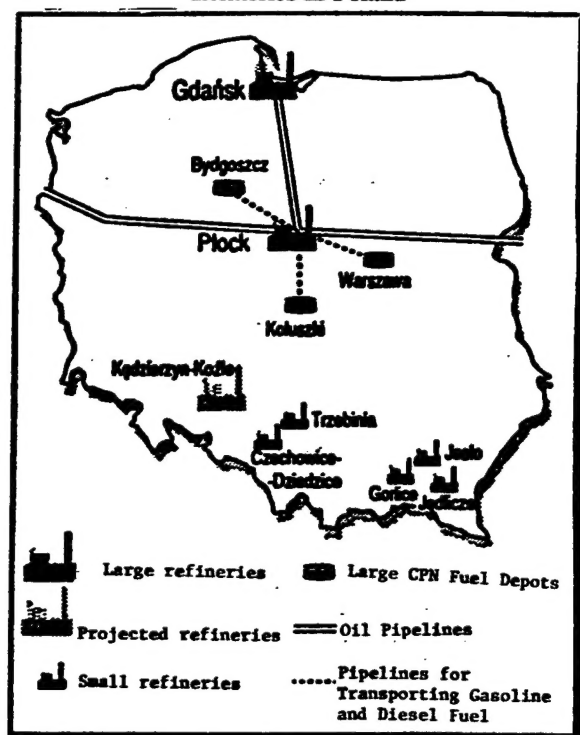 Gdańsk
Bydgoszcz
Płock
Warszawa
Koluszki
Kędzierzyn-Koźle
Trzebinia
Czechowice-
-Dziedzice
Jasło
Gorlice
Jedlicze
Large refineries
Large CPN Fuel Depots
Projected refineries
Oil Pipelines
Small refineries
Pipelines for
Transporting Gasoline
and Diesel Fuel